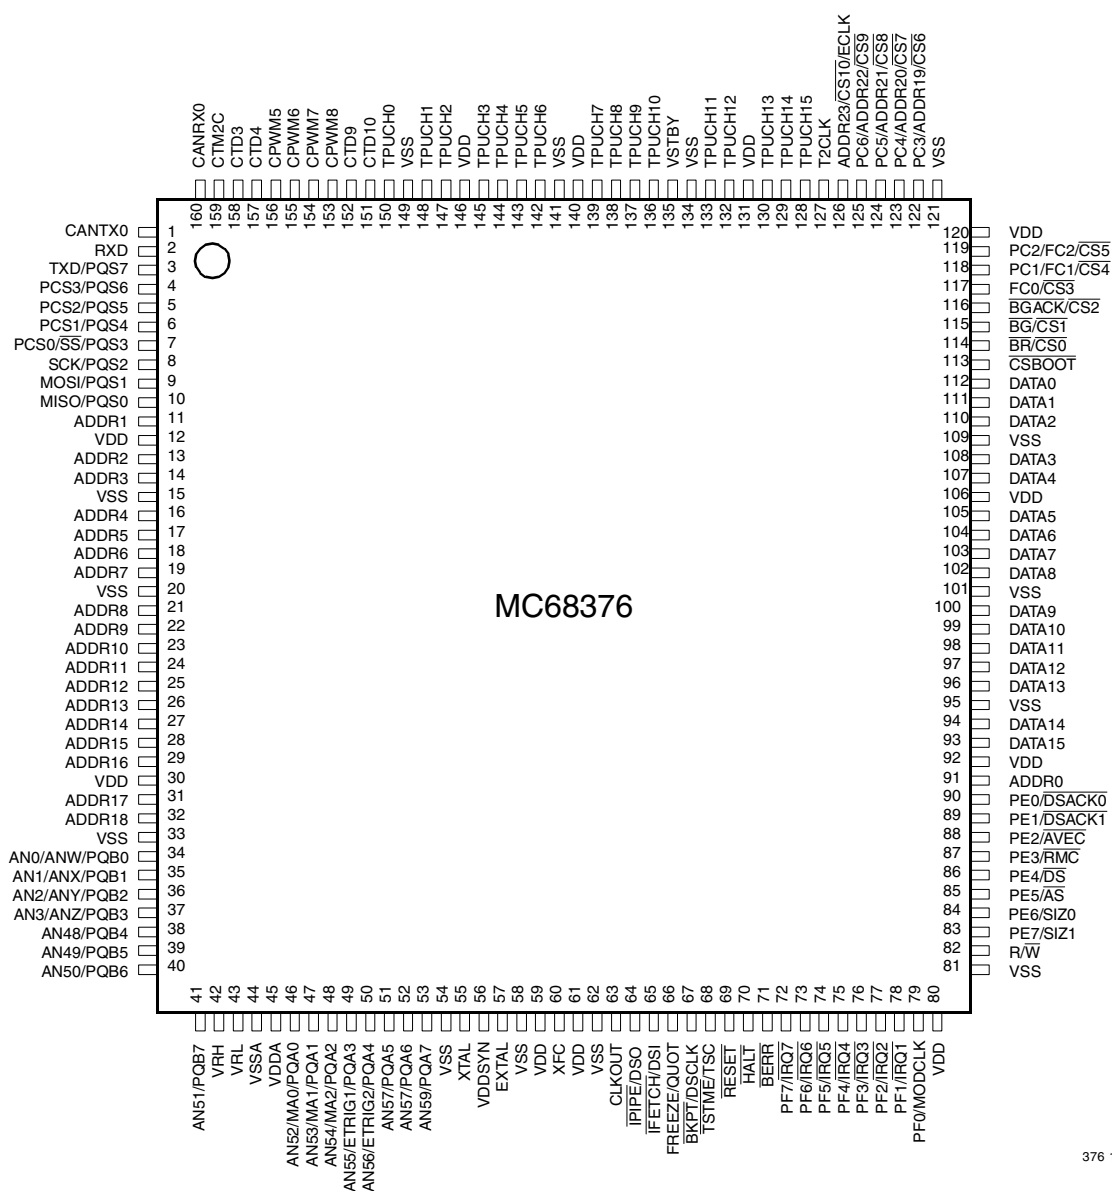 CANRX0
CTM2C
CTD3
CTD4
CPWM5
CPWM6
CPWM7
CPWM8
CTD9
CTD10
TPUCH0
VSS
TPUCH1
TPUCH2
VDD
TPUCH3
TPUCH4
TPUCH5
TPUCH6
VSS
VDD
TPUCH7
TPUCH8
TPUCH9
TPUCH10
VSTBY
VSS
TPUCH11
TPUCH12
VDD
TPUCH13
TPUCH14
TPUCH15
T2CLK
ADDR23/CS10/ECLK
PC6/ADDR22/CS9
PC5/ADDR21/CS8
PC4/ADDR20/CS7
PC3/ADDR19/CS6
VSS
160
159
158
157
156
155
154
153
152
151
150
149
148
147
146
145
144
143
142
141
140
139
138
137
136
135
134
133
132
131
130
129
128
127
126
125
124
123
122
121
CANTX0 1
RXD 2
TXD/PQS7 3
PCS3/PQS6 4
PCS2/PQS5 5
PCS1/PQS4 6
PCS0/SS/PQS3 7
SCK/PQS2 8
MOSI/PQS1 9
MISO/PQS0 10
ADDR1 11
VDD 12
ADDR2 13
ADDR3 14
VSS 15
ADDR4 16
ADDR5 17
ADDR6 18
ADDR7 19
VSS 20
ADDR8 21
ADDR9 22
ADDR10 23
ADDR11 24
ADDR12 25
ADDR13 26
ADDR14 27
ADDR15 28
ADDR16 29
VDD 30
ADDR17 31
ADDR18 32
VSS 33
AN0/ANW/PQB0 34
AN1/ANX/PQB1 35
AN2/ANY/PQB2 36
AN3/ANZ/PQB3 37
AN48/PQB4 38
AN49/PQB5 39
AN50/PQB6 40
MC68376
120 VDD
119 PC2/FC2/CS5
118 PC1/FC1/CS4
117 FC0/CS3
116 BGACK/CS2
115 BG/CS1
114 BR/CS0
113 CSBOOT
112 DATA0
111 DATA1
110 DATA2
109 VSS
108 DATA3
107 DATA4
106 VDD
105 DATA5
104 DATA6
103 DATA7
102 DATA8
101 VSS
100 DATA9
99 DATA10
98 DATA11
97 DATA12
96 DATA13
95 VSS
94 DATA14
93 DATA15
92 VDD
91 ADDR0
90 PE0/DSACK0
89 PE1/DSACK1
88 PE2/AVEC
87 PE3/RMC
86 PE4/DS
85 PE5/AS
84 PE6/SIZ0
83 PE7/SIZ1
82 R/W
81 VSS
41
42
43
44
45
46
47
48
49
50
51
52
53
54
55
56
57
58
59
60
61
62
63
64
65
66
67
68
69
70
71
72
73
74
75
76
77
78
79
80
AN51/PQB7
VRH
VRL
VSSA
VDDA
AN52/MA0/PQA0
AN53/MA1/PQA1
AN54/MA2/PQA2
AN55/ETRIG1/PQA3
AN56/ETRIG2/PQA4
AN57/PQA5
AN57/PQA6
AN59/PQA7
VSS
XTAL
VDDSYN
EXTAL
VSS
VDD
XFC
VDD
VSS
CLKOUT
IPIPE/DSO
IFETCH/DSI
FREEZE/QUOT
BKPT/DSCLK
TSTME/TSC
RESET
HALT
BERR
PF7/IRQ7
PF6/IRQ6
PF5/IRQ5
PF4/IRQ4
PF3/IRQ3
PF2/IRQ2
PF1/IRQ1
PF0/MODCLK
VDD
376